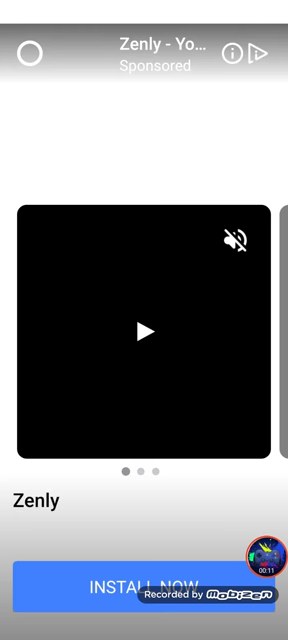 Zenly - Yo...
Sponsored
Zenly
INSTALL NOW
Recorded by mobizen
00:11